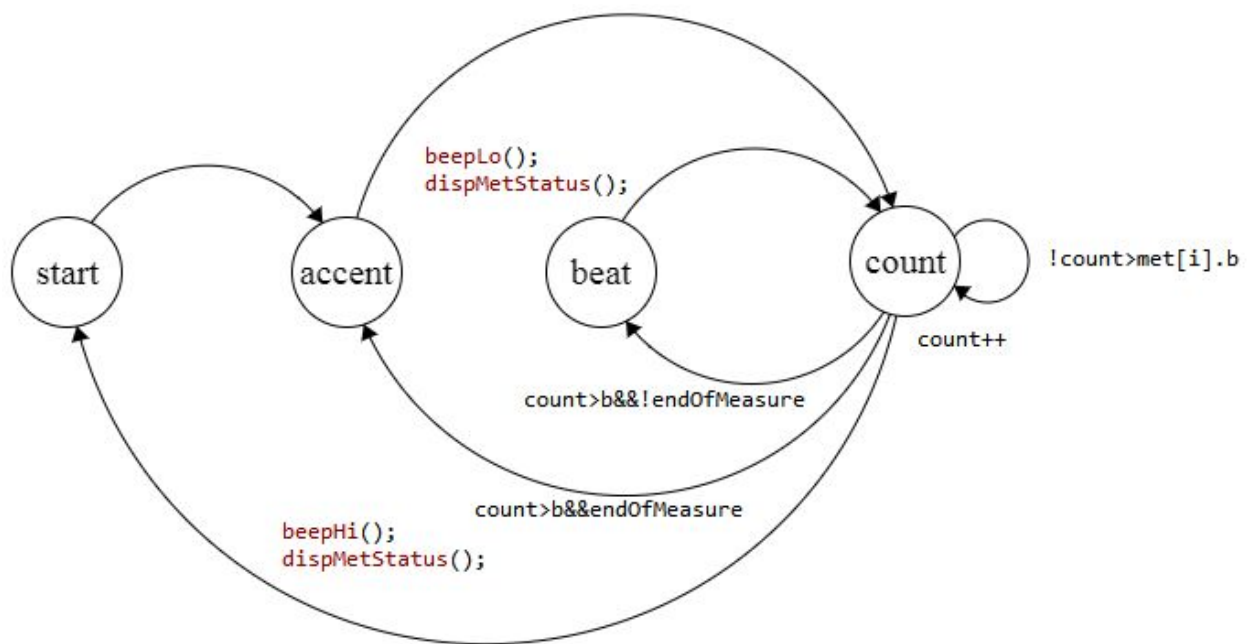 beepLo();
dispMetStatus();
start
accent
beat
count
!count>met[i].b
count++
count>b&&!endOfMeasure
count>b&&endOfMeasure
beepHi();
dispMetStatus();